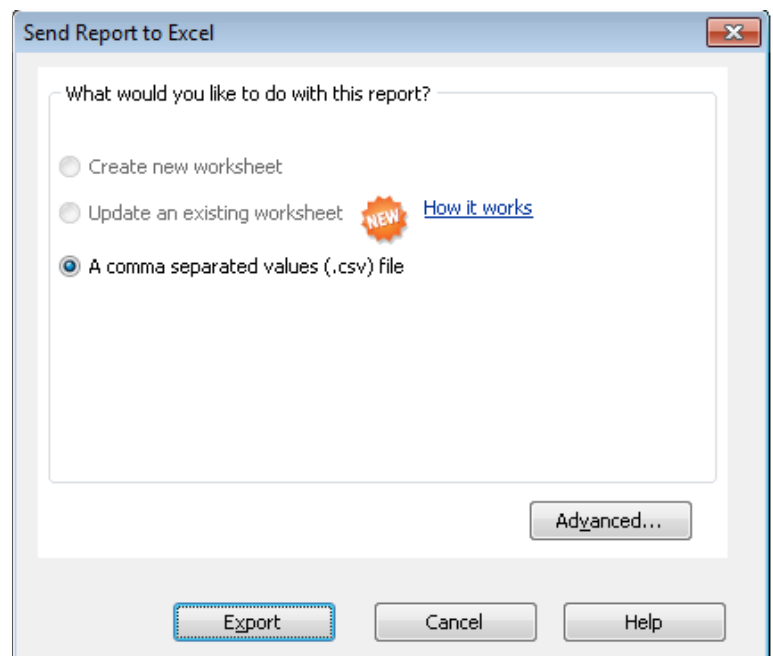 Send Report to Excel
What would you like to do with this report?
Create new worksheet
Update an existing worksheet NEW How it works
A comma separated values (.csv) file
Advanced...
Export Cancel Help